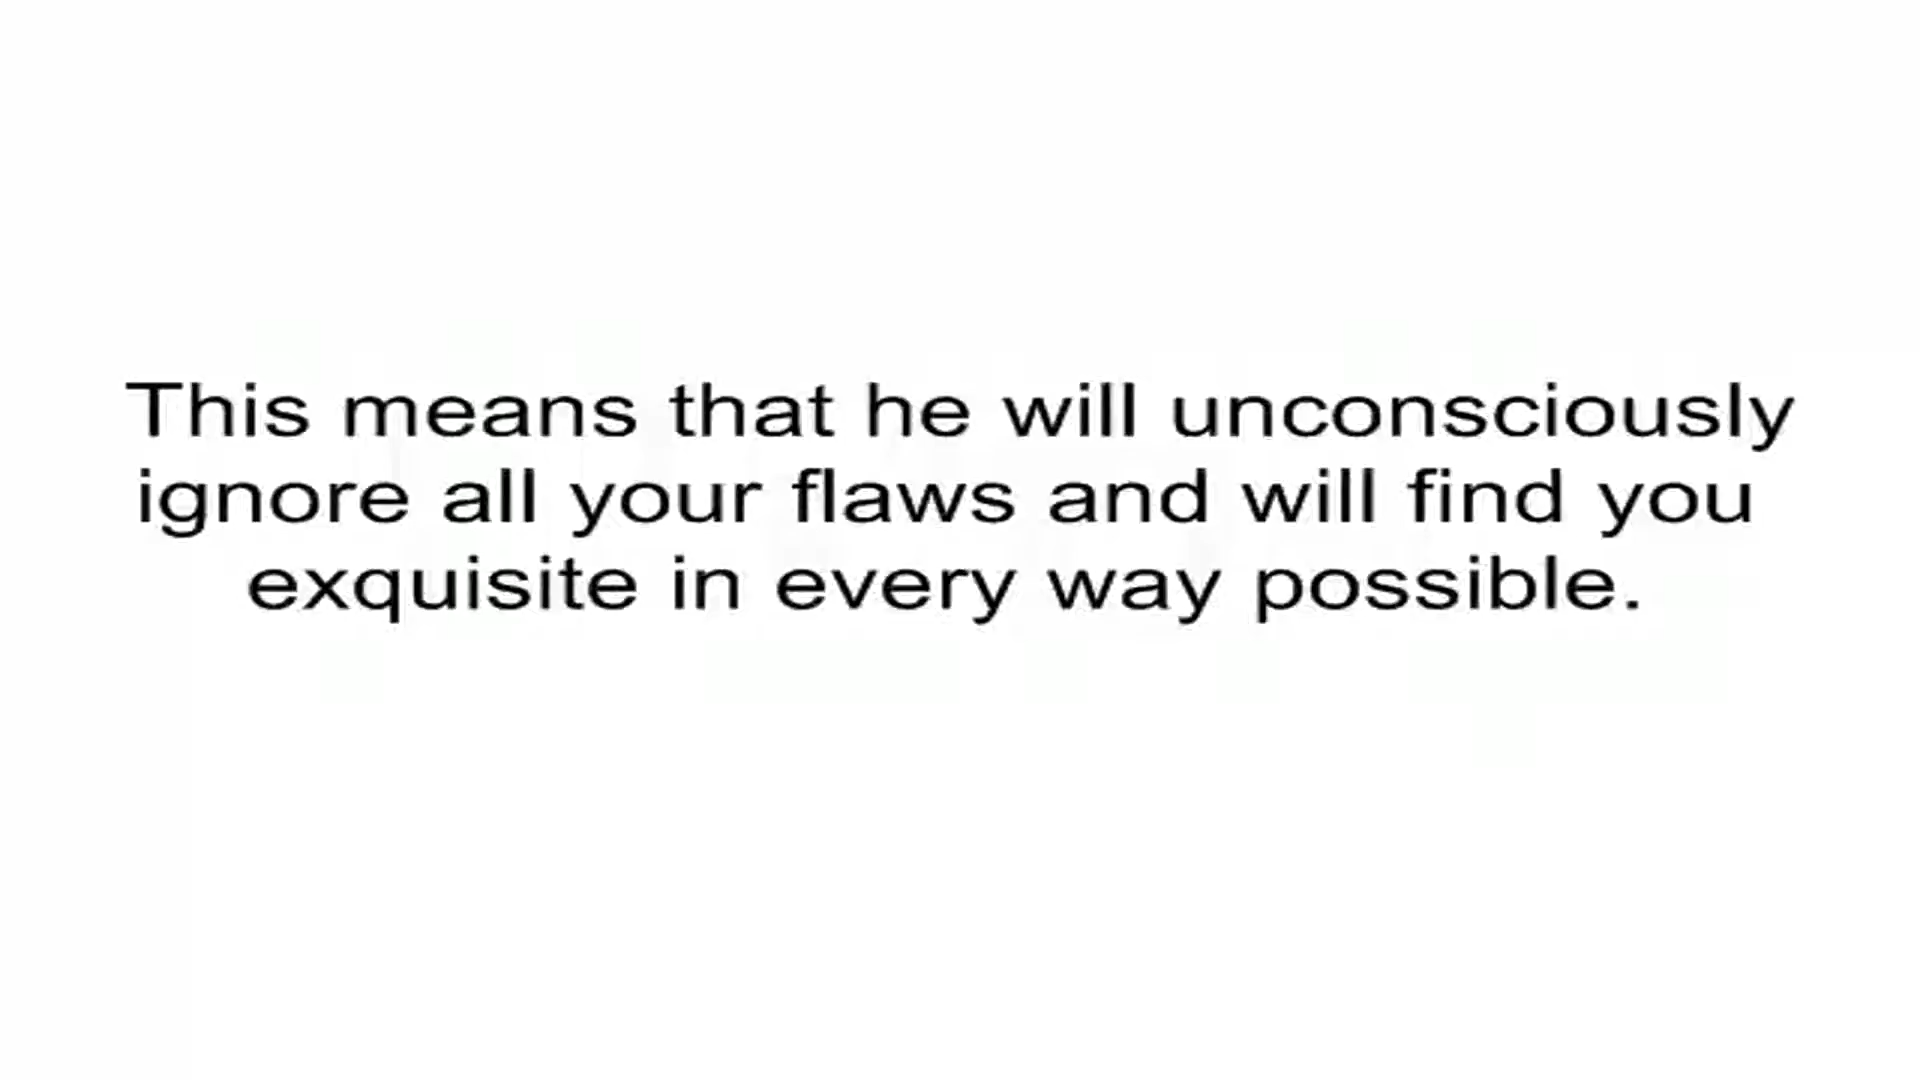 This means that he will unconsciously
ignore all your flaws and will find you
exquisite in every way possible.